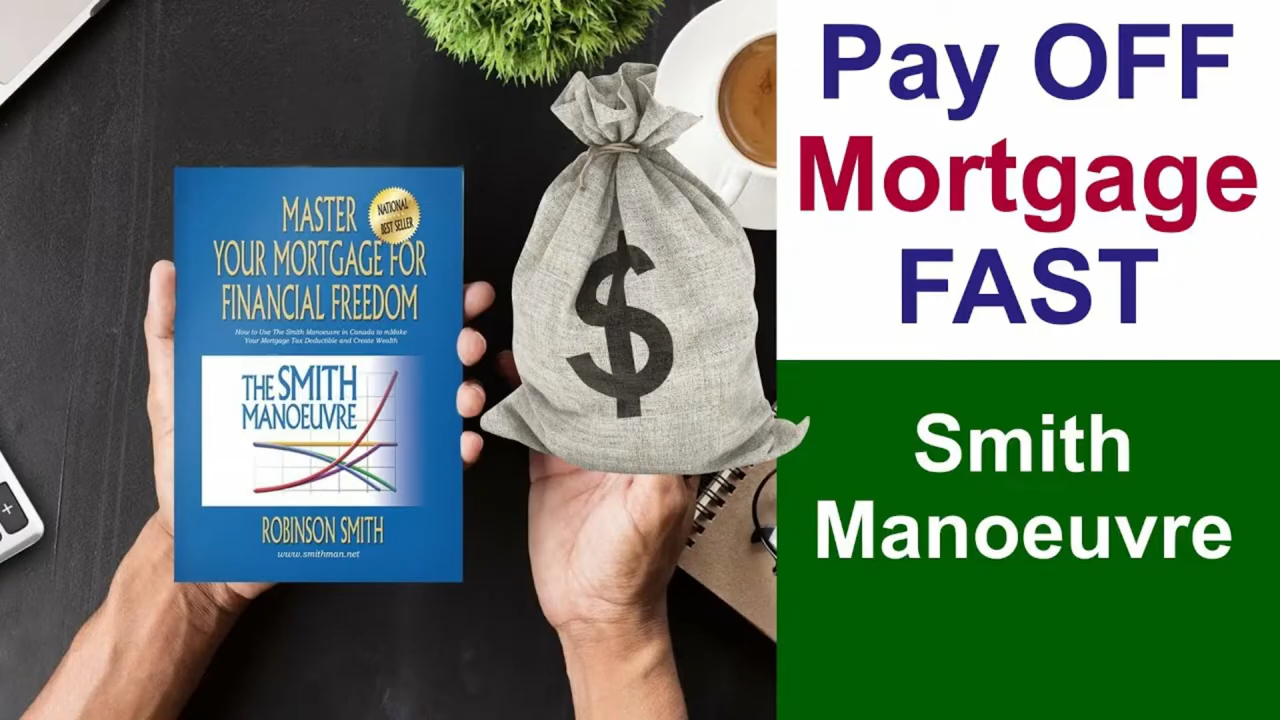 MASTER
YOUR MORTGAGE FOR
FINANCIAL FREEDOM
NATIONAL
BEST SELLER
How to Use The Smith Manoeuvre in Canada to mMake
Your Mortgage Tax Deductible and Create Wealth
THE SMITH
MANOEUVRE
ROBINSON SMITH
www.smithman.net
$
+
Pay OFF
Mortgage
FAST
Smith
Manoeuvre